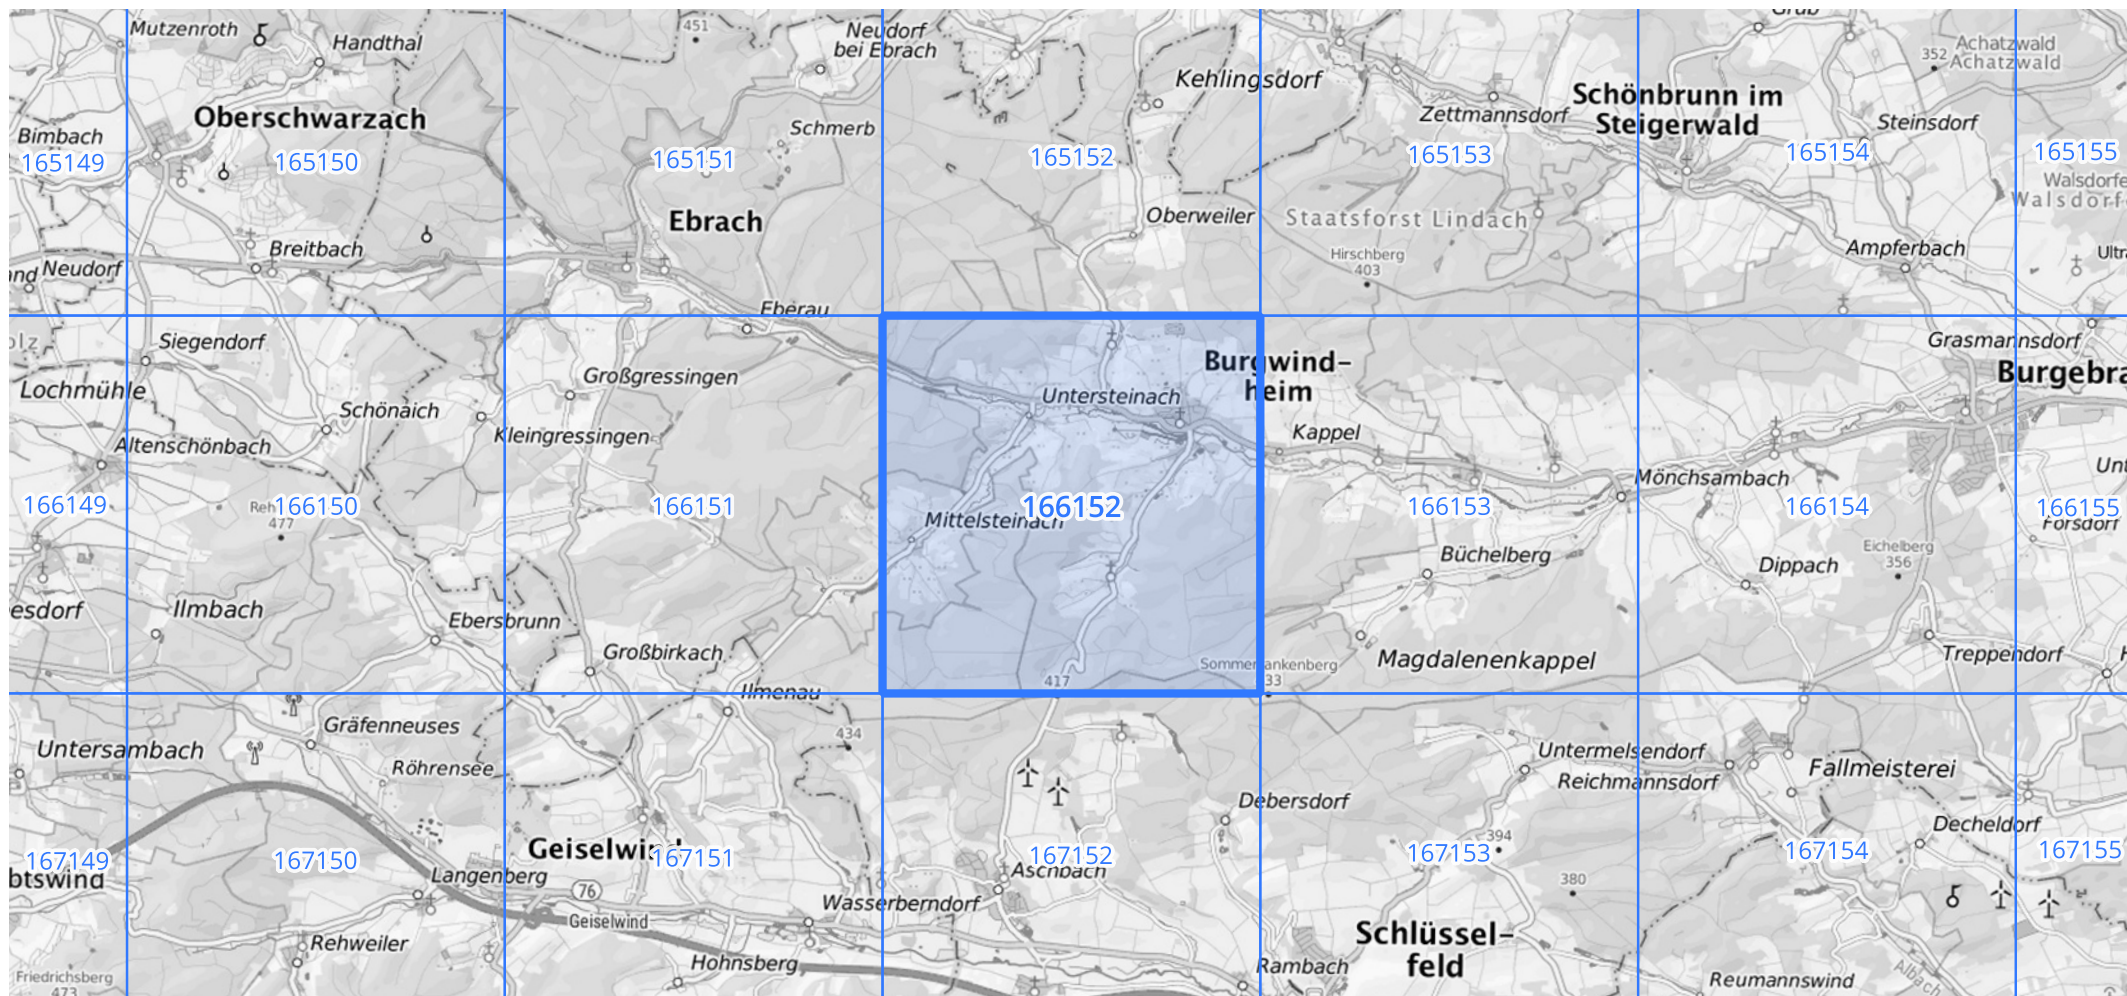 Mutzenroth
Handthal
451
Neudorf
bei Ebrach
Kehlingsdorf
352
Achatzwald
Achatzwald
Oberschwarzach
Bimbach
Schmerb
Zettmannsdorf
Schönbrunn im
Steigerwald
Steinsdorf
165149
165150
165151
165152
165153
165154
165155
Ebrach
Oberweiler
Staatsforst Lindach
Breitbach
Neudorf
Hirschberg
403
Ampferbach
Eberau
Siegendorf
Lochmühle
Großgressingen
Untersteinach
Burgwind-
heim
Grasmannsdorf
Schönaich
Altenschönbach
Kleingressingen
Kappel
Mönchsambach
166149
166150
166151
166152
166153
166154
166155
477
Mittelsteinach
Büchelberg
Eichelberg
356
Dippach
Forsdorf
esdorf
Ilmbach
Ebersbrunn
Großbirkach
Magdalenenkappel
Treppendorf
417
33
Ilmenau
Gräfenneuses
Untersambach
Röhrensee
434
Untermelsendorf
Reichmannsdorf
Fallmeisterei
Debersdorf
394
Decheldorf
Geiselwind
167149
167150
167151
167152
167153
167154
167155
btswind
Langenberg
76
Geiselwind
Aschbach
380
Wasserberndorf
Schlüssel-
feld
Rehweiler
Hohnsberg
Rambach
Reumannswind
Albach
Friedrichsberg
473